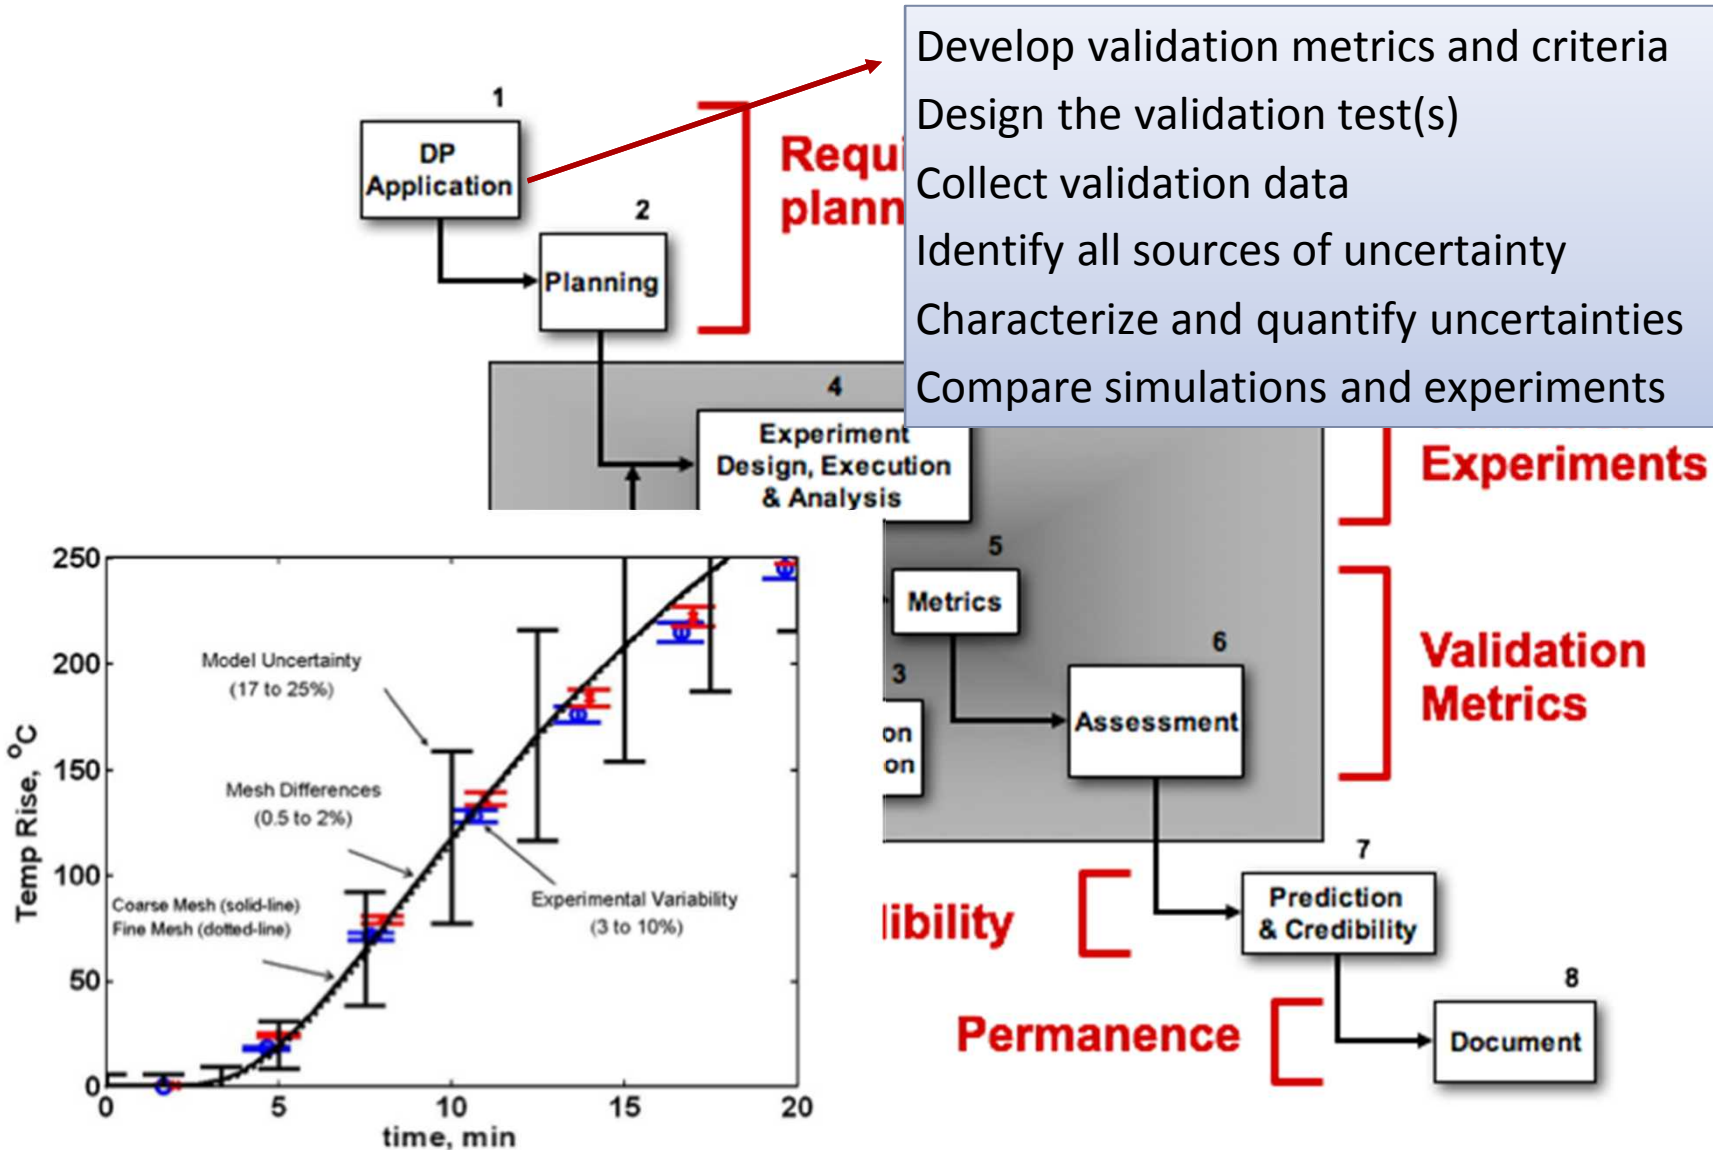 Develop validation metrics and criteria
Design the validation test(s)
Collect validation data
Identify all sources of uncertainty
Characterize and quantify uncertainties
Compare simulations and experiments
1
DP
Application
2
Planning
4
Experiment
Design, Execution
& Analysis
Experiments
5
Metrics
3
on
on
6
Assessment
Validation
Metrics
7
Prediction
& Credibility
8
Document
Permanence
250
200
150
100
50
0
0
5
10
15
20
Temp Rise, °C
time, min
Model Uncertainty
(17 to 25%)
Mesh Differences
(0.5 to 2%)
Coarse Mesh (solid-line)
Fine Mesh (dotted-line)
Experimental Variability
(3 to 10%)